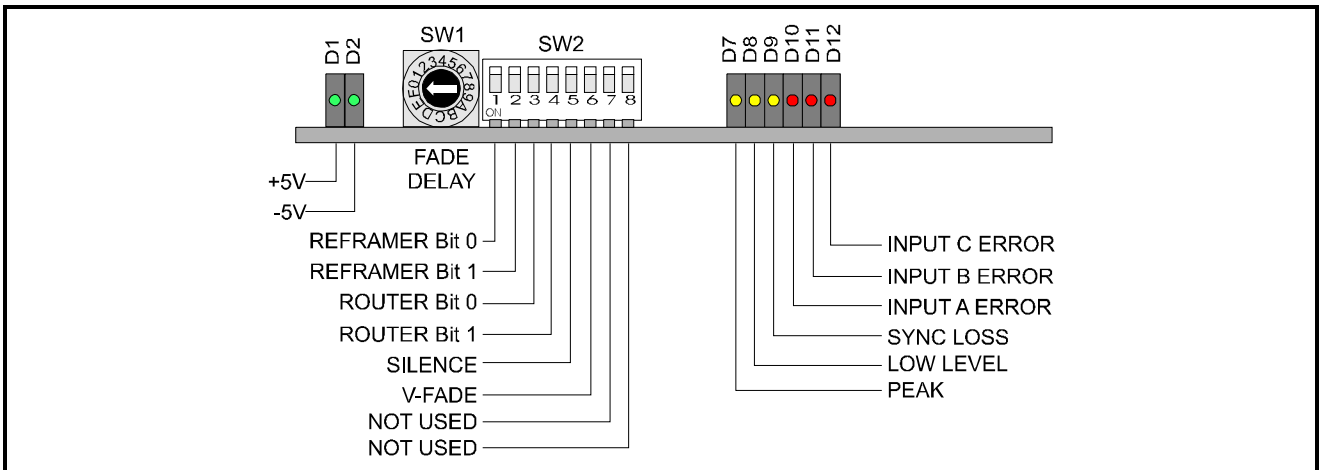 D1
D2
SW1
SW2
D7
D8
D9
D10
D11
D12
0123456789ABCDEF
1 2 3 4 5 6 7 8
ON
FADE
DELAY
+5V
-5V
REFRAMER Bit 0
REFRAMER Bit 1
ROUTER Bit 0
ROUTER Bit 1
SILENCE
V-FADE
NOT USED
NOT USED
INPUT C ERROR
INPUT B ERROR
INPUT A ERROR
SYNC LOSS
LOW LEVEL
PEAK